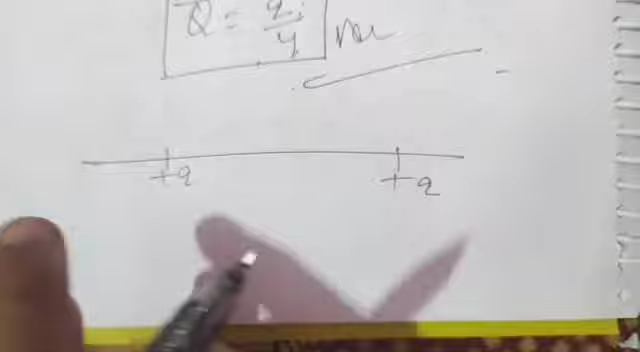 Q = q/4
+q +q